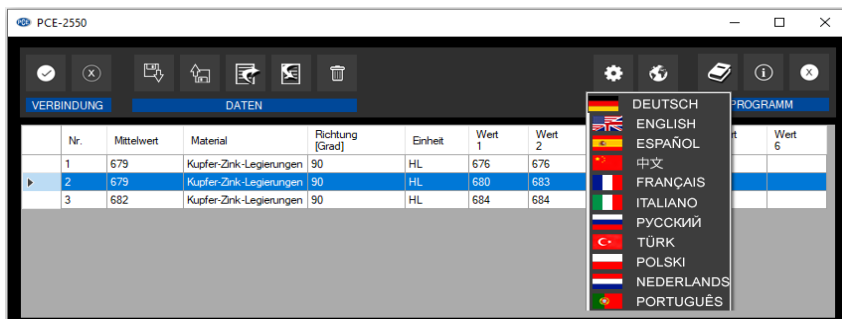 PCE-2550
VERBINDUNG DATEN PROGRAMM
Nr. Mittelwert Material Richtung [Grad] Einheit Wert 1 Wert 2 Wert 6
1 679 Kupfer-Zink-Legierungen 90 HL 676 676
2 679 Kupfer-Zink-Legierungen 90 HL 680 683
3 682 Kupfer-Zink-Legierungen 90 HL 684 684
DEUTSCH
ENGLISH
ESPAÑOL
中文
FRANÇAIS
ITALIANO
РУССКИЙ
TÜRK
POLSKI
NEDERLANDS
PORTUGUÊS